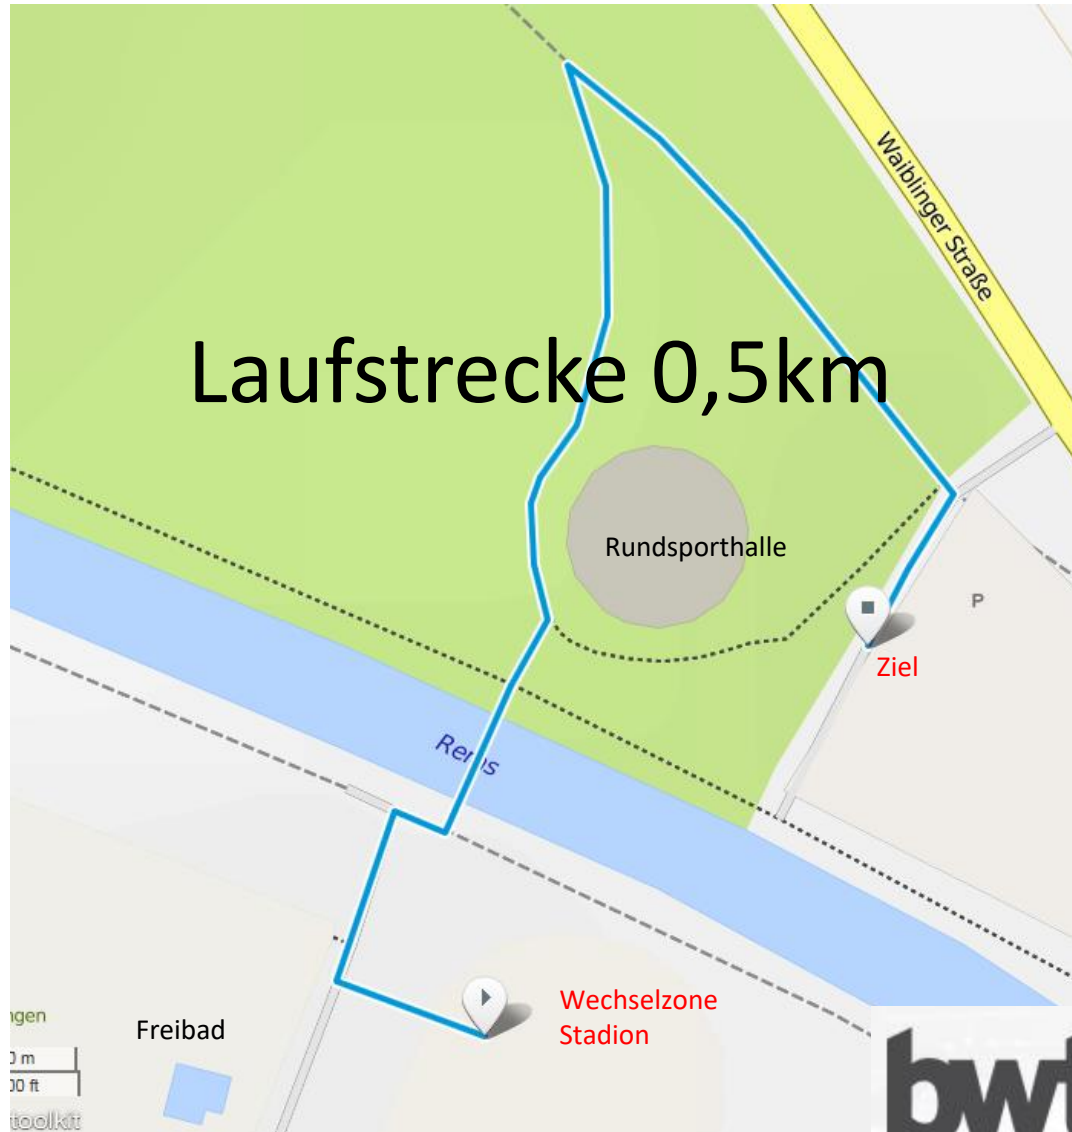 Waiblinger Straße
Laufstrecke 0,5km
Rundsporthalle
P
Ziel
Rems
Wechselzone
Stadion
Freibad
bwt